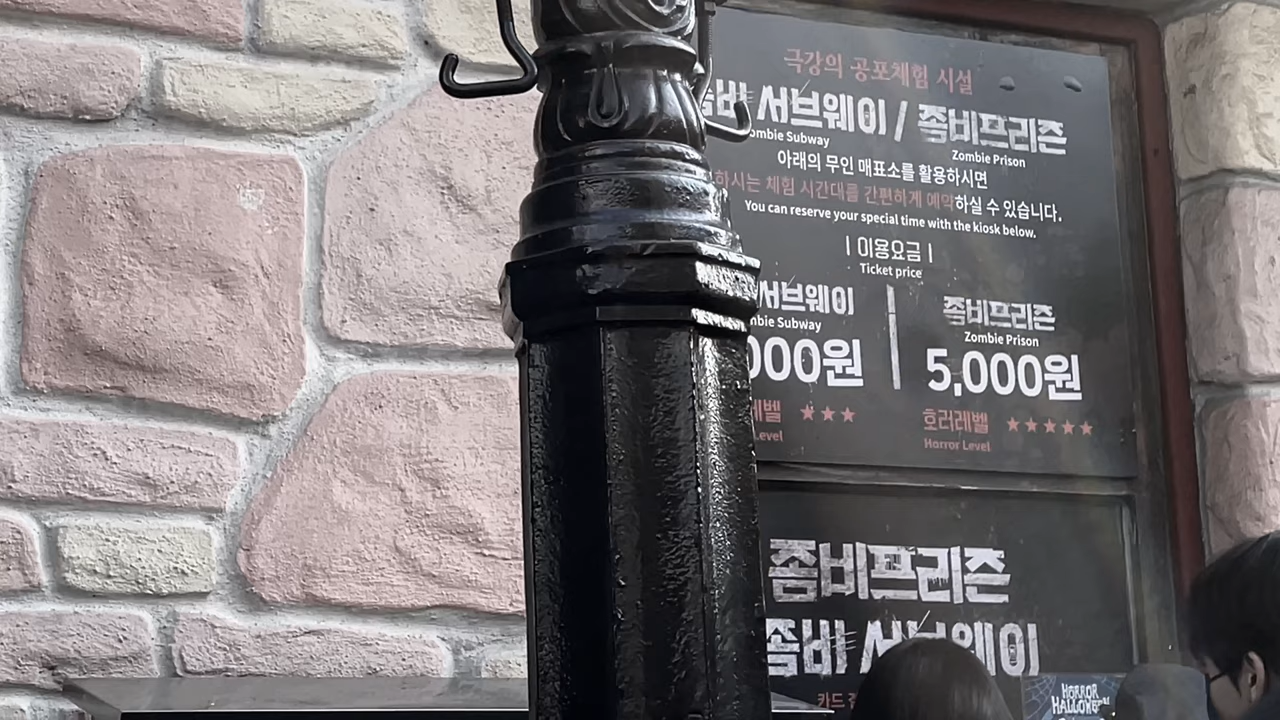 극강의 공포체험 시설
좀비 서브웨이 / 좀비프리즌
ombie Subway Zombie Prison
아래의 무인 매표소를 활용하시면
하시는 체험 시간대를 간편하게 예약하실 수 있습니다.
You can reserve your special time with the kiosk below.
| 이용요금 |
Ticket price
서브웨이 좀비프리즌
mbie Subway Zombie Prison
000원 5,000원
레벨 ★★★ 호러레벨 ★★★★★
Level Horror Level
좀비프리즌
좀비 서브웨이
카드
HORROR